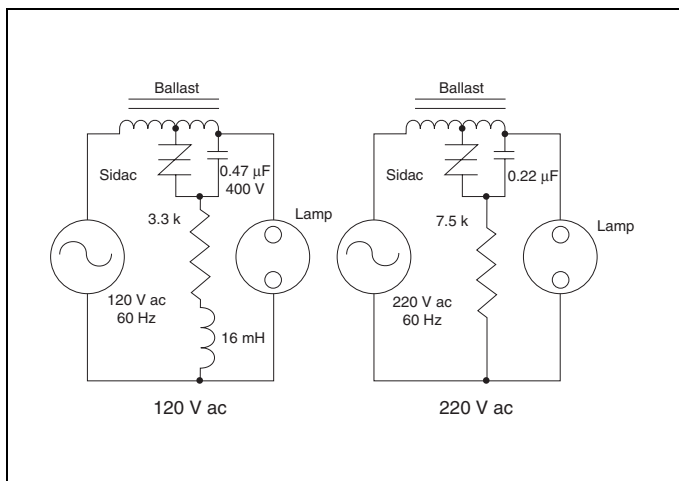 Ballast
Sidac
0.47 μF
400 V
3.3 k
Lamp
120 V ac
60 Hz
16 mH
120 V ac
Ballast
Sidac
0.22 μF
7.5 k
Lamp
220 V ac
60 Hz
220 V ac